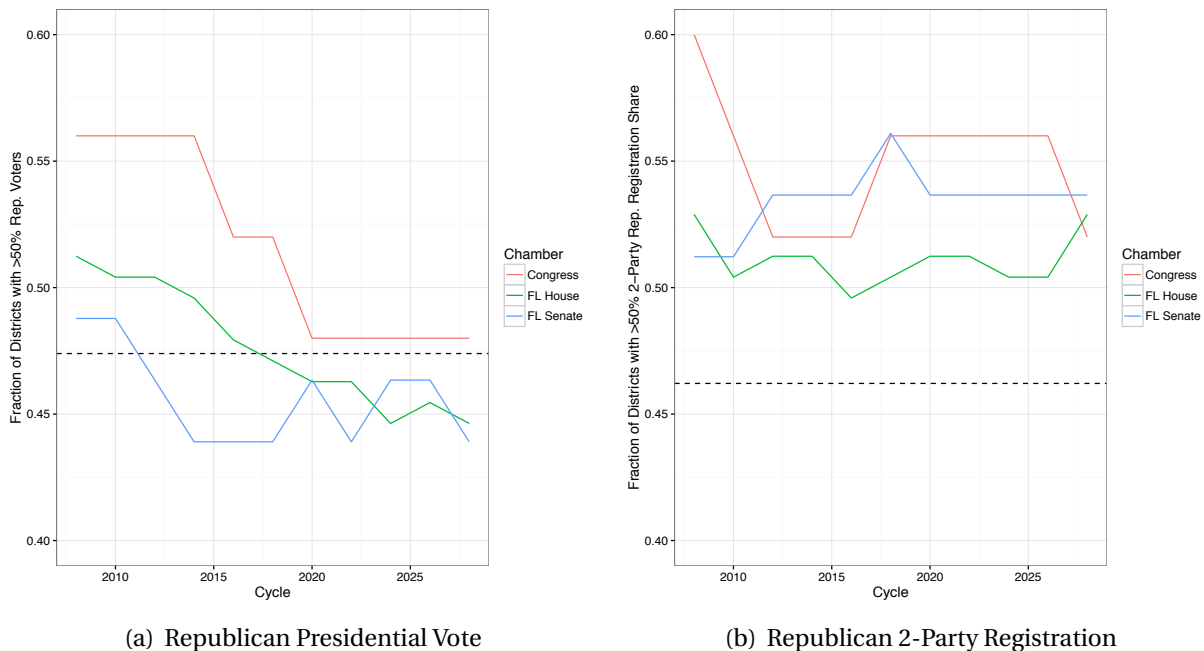 0.60
0.55
0.50
0.45
0.40
Fraction of Districts with >50% Rep. Voters
2010 2015 2020 2025
Cycle
Chamber
Congress
FL House
FL Senate
(a) Republican Presidential Vote
0.60
0.55
0.50
0.45
0.40
Fraction of Districts with >50% 2−Party Rep. Registration Share
2010 2015 2020 2025
Cycle
Chamber
Congress
FL House
FL Senate
(b) Republican 2-Party Registration